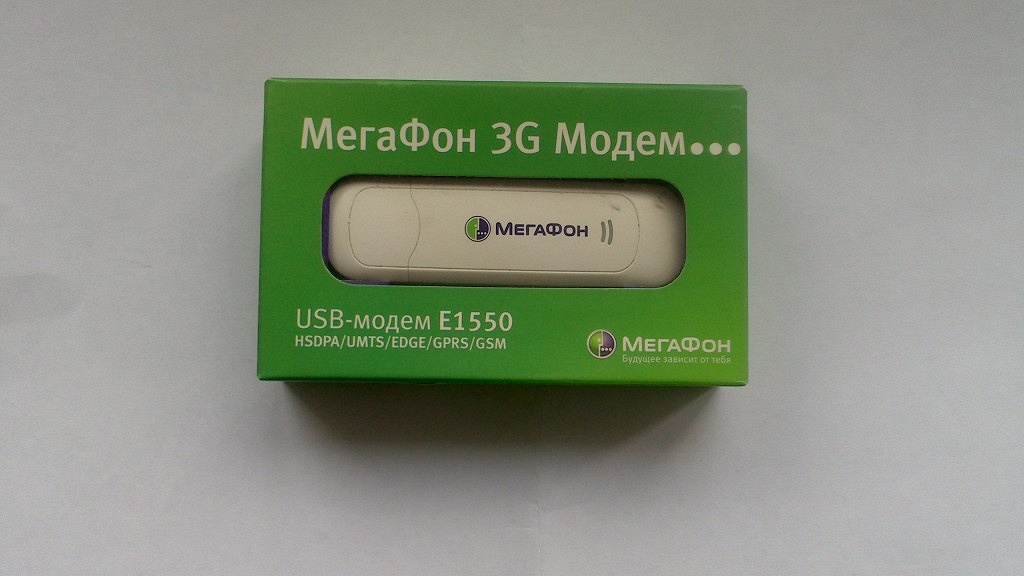 МегаФон 3G Модем...
МЕГАФОН
USB-модем E1550
HSDPA/UMTS/EDGE/GPRS/GSM
МЕГАФОН
Будущее зависит от тебя